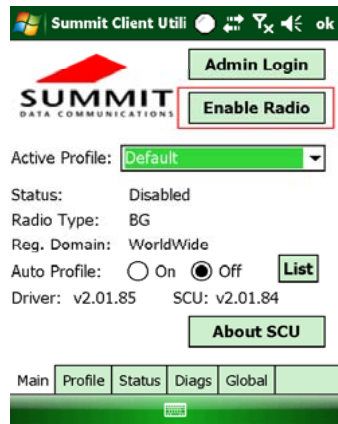 Summit Client Utili ok
Admin Login
SUMMIT
DATA COMMUNICATIONS
Enable Radio
Active Profile: Default
Status: Disabled
Radio Type: BG
Reg. Domain: WorldWide
Auto Profile: On Off List
Driver: v2.01.85 SCU: v2.01.84
About SCU
Main Profile Status Diags Global